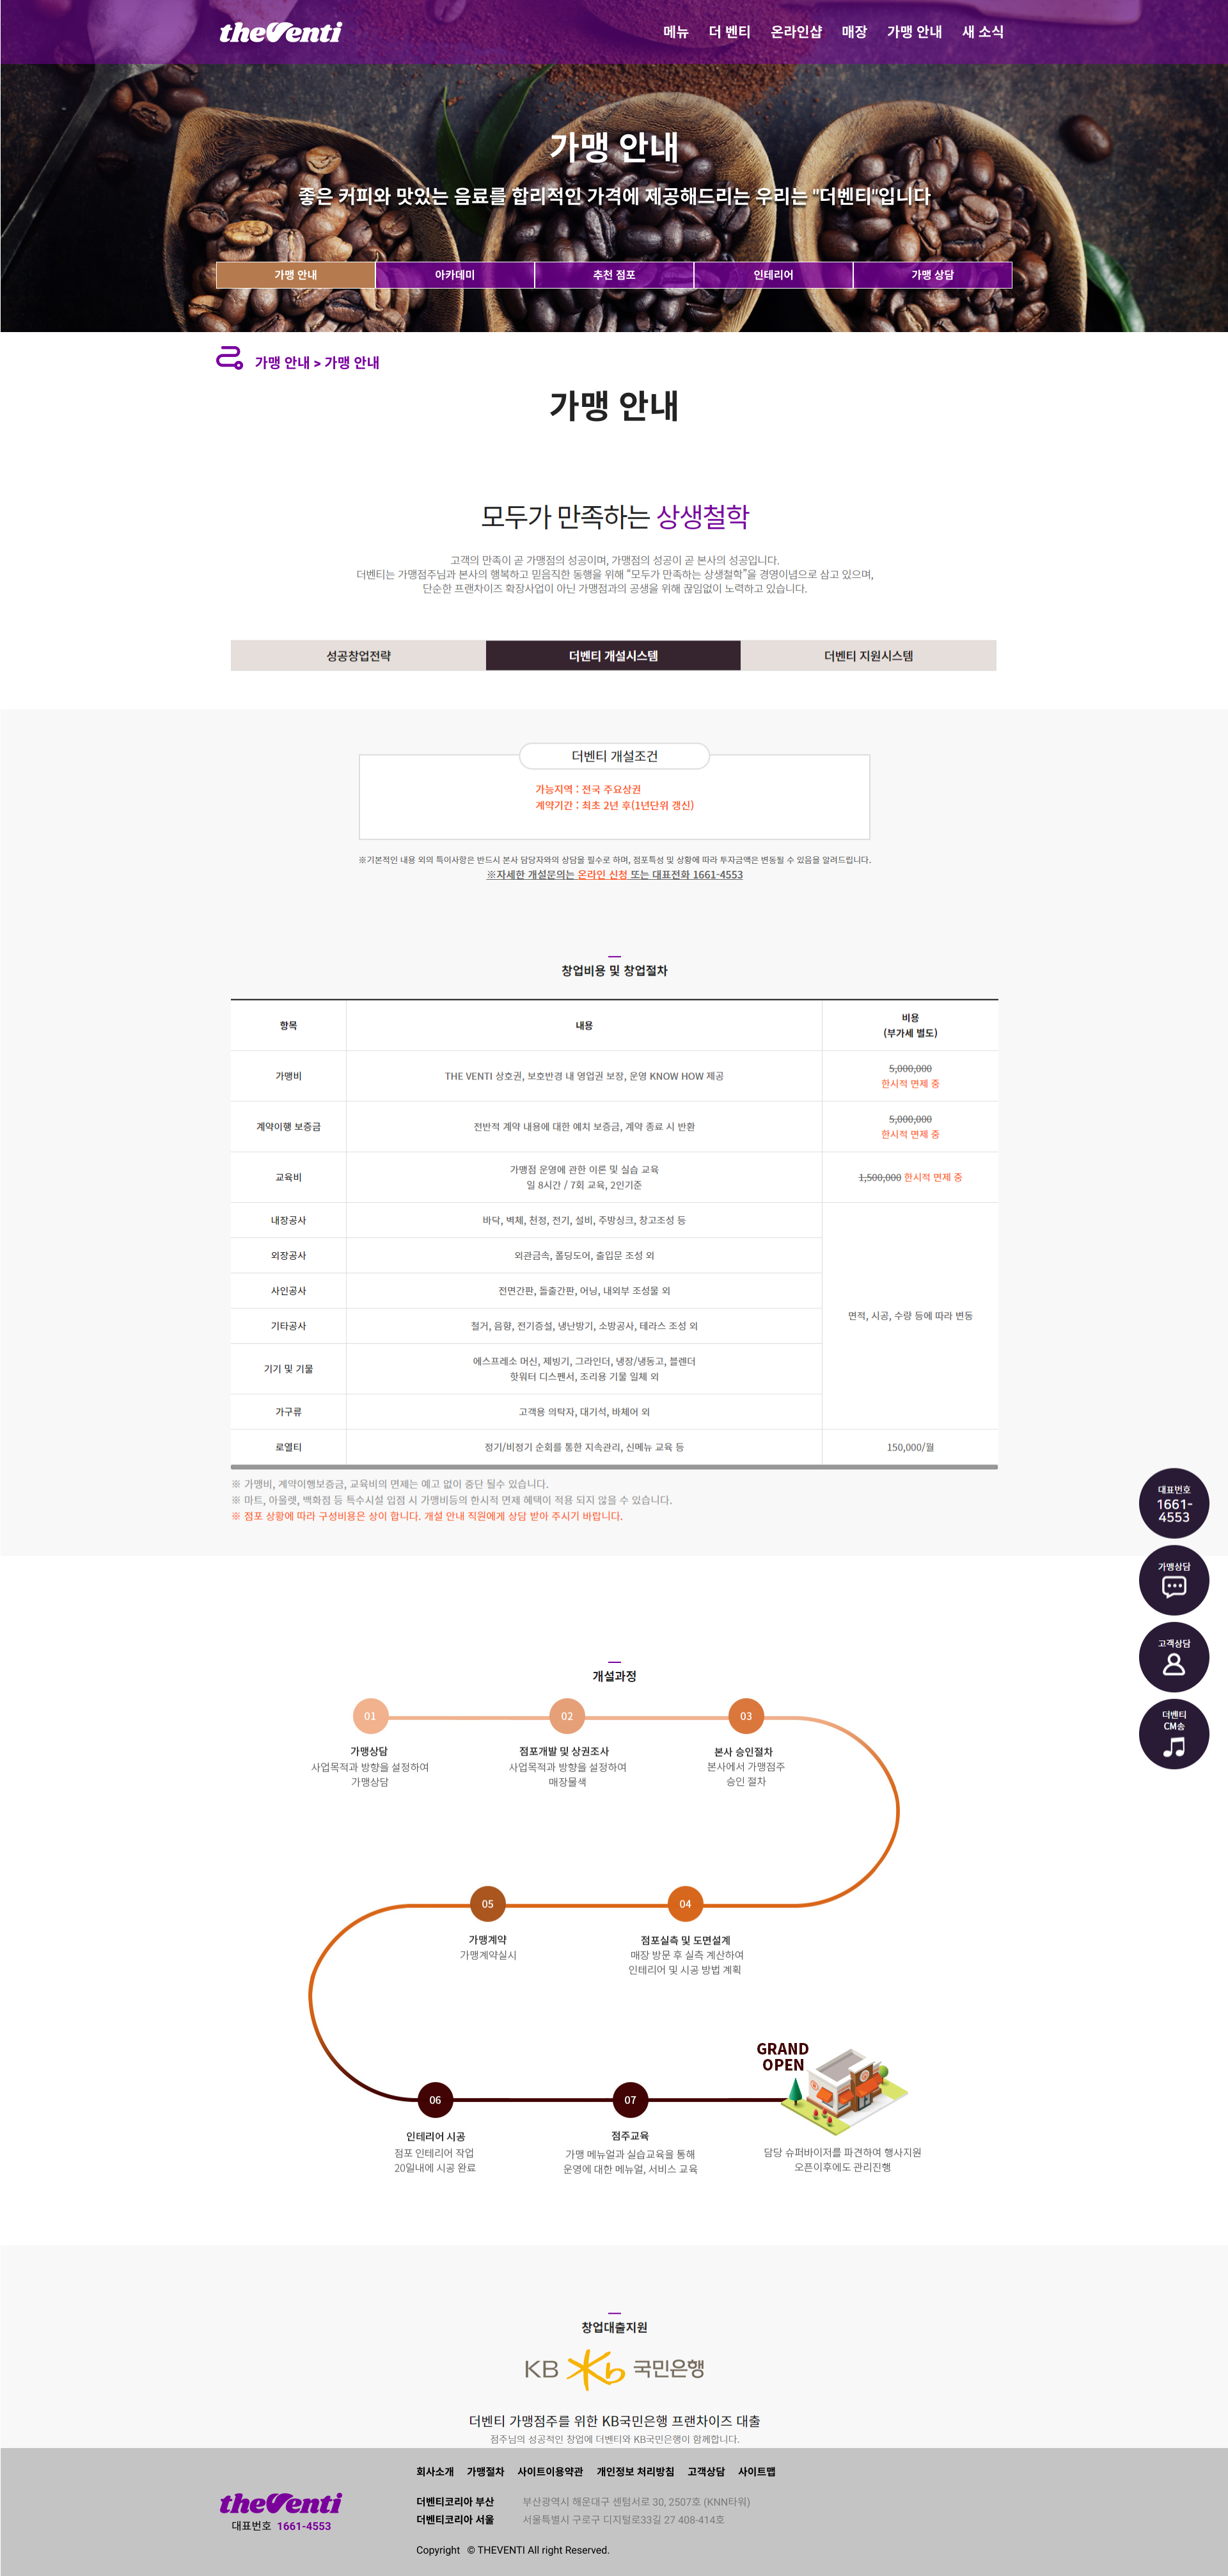 theVenti
메뉴 더 벤티 온라인샵 매장 가맹 안내 새 소식
가맹 안내
좋은 커피와 맛있는 음료를 합리적인 가격에 제공해드리는 우리는 "더벤티"입니다
가맹 안내 아카데미 추천 점포 인테리어 가맹 상담
가맹 안내 > 가맹 안내
가맹 안내
모두가 만족하는 상생철학
고객의 만족이 곧 가맹점의 성공이며, 가맹점의 성공이 곧 본사의 성공입니다.
더벤티는 가맹점주님과 본사의 행복하고 믿음직한 동행을 위해 “모두가 만족하는 상생철학”을 경영이념으로 삼고 있으며,
단순한 프랜차이즈 확장사업이 아닌 가맹점과의 공생을 위해 끊임없이 노력하고 있습니다.
성공창업전략 더벤티 개설시스템 더벤티 지원시스템
더벤티 개설조건
가능지역 : 전국 주요상권
계약기간 : 최초 2년 후(1년단위 갱신)
※기본적인 내용 외의 특이사항은 반드시 본사 담당자와의 상담을 필수로 하며, 점포특성 및 상황에 따라 투자금액은 변동될 수 있음을 알려드립니다.
※자세한 개설문의는 온라인 신청 또는 대표전화 1661-4553
창업비용 및 창업절차
항목 내용 비용
(부가세 별도)
가맹비 THE VENTI 상호권, 보호반경 내 영업권 보장, 운영 KNOW HOW 제공 5,000,000
한시적 면제 중
계약이행 보증금 전반적 계약 내용에 대한 예치 보증금, 계약 종료 시 반환 5,000,000
한시적 면제 중
교육비 가맹점 운영에 관한 이론 및 실습 교육
일 8시간 / 7회 교육, 2인기준 1,500,000 한시적 면제 중
내장공사 바닥, 벽체, 천정, 전기, 설비, 주방싱크, 창고조성 등
외장공사 외관금속, 폴딩도어, 출입문 조성 외
사인공사 전면간판, 돌출간판, 어닝, 내외부 조성물 외
기타공사 철거, 음향, 전기증설, 냉난방기, 소방공사, 테라스 조성 외
면적, 시공, 수량 등에 따라 변동
기기 및 기물 에스프레소 머신, 제빙기, 그라인더, 냉장/냉동고, 블렌더
핫워터 디스펜서, 조리용 기물 일체 외
가구류 고객용 의탁자, 대기석, 바체어 외
로열티 정기/비정기 순회를 통한 지속관리, 신메뉴 교육 등 150,000/월
※ 가맹비, 계약이행보증금, 교육비의 면제는 예고 없이 중단 될수 있습니다.
※ 마트, 아울렛, 백화점 등 특수시설 입점 시 가맹비등의 한시적 면제 혜택이 적용 되지 않을 수 있습니다.
※ 점포 상황에 따라 구성비용은 상이 합니다. 개설 안내 직원에게 상담 받아 주시기 바랍니다.
대표번호
1661-
4553
가맹상담
고객상담
더벤티
CM송
개설과정
01 02 03
가맹상담
사업목적과 방향을 설정하여
가맹상담
점포개발 및 상권조사
사업목적과 방향을 설정하여
매장물색
본사 승인절차
본사에서 가맹점주
승인 절차
05 04
가맹계약
가맹계약실시
점포실측 및 도면설계
매장 방문 후 실측 계산하여
인테리어 및 시공 방법 계획
GRAND
OPEN
06 07
인테리어 시공
점포 인테리어 작업
20일내에 시공 완료
점주교육
가맹 메뉴얼과 실습교육을 통해
운영에 대한 메뉴얼, 서비스 교육
담당 슈퍼바이저를 파견하여 행사지원
오픈이후에도 관리진행
창업대출지원
KB 국민은행
더벤티 가맹점주를 위한 KB국민은행 프랜차이즈 대출
점주님의 성공적인 창업에 더벤티와 KB국민은행이 함께합니다.
회사소개 가맹절차 사이트이용약관 개인정보 처리방침 고객상담 사이트맵
theVenti
대표번호 1661-4553
더벤티코리아 부산 부산광역시 해운대구 센텀서로 30, 2507호 (KNN타워)
더벤티코리아 서울 서울특별시 구로구 디지털로33길 27 408-414호
Copyright © THEVENTI All right Reserved.